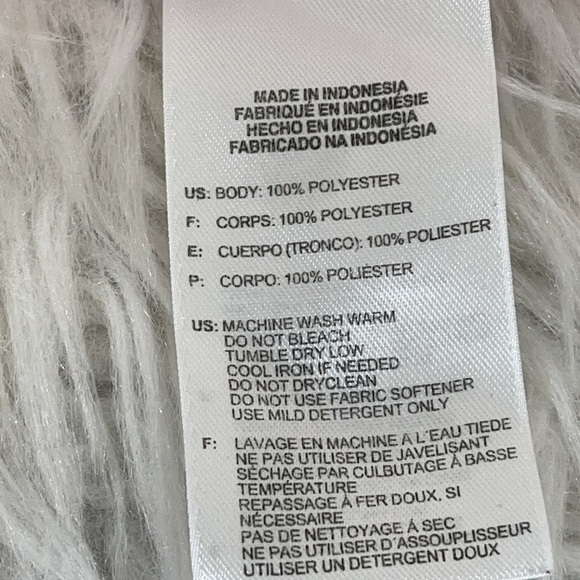 MADE IN INDONESIA
FABRIQUÉ EN INDONÉSIE
HECHO EN INDONESIA
FABRICADO NA INDONÉSIA
US: BODY: 100% POLYESTER
F: CORPS: 100% POLYESTER
E: CUERPO (TRONCO): 100% POLIESTER
P: CORPO: 100% POLIÉSTER
US: MACHINE WASH WARM
DO NOT BLEACH
TUMBLE DRY LOW
COOL IRON IF NEEDED
DO NOT DRYCLEAN
DO NOT USE FABRIC SOFTENER
USE MILD DETERGENT ONLY
F: LAVAGE EN MACHINE A L'EAU TIEDE
NE PAS UTILISER DE JAVELISANT
SÉCHAGE PAR CULBUTAGE À BASSE
TEMPÉRATURE
REPASSAGE À FER DOUX, SI
NÉCESSAIRE
PAS DE NETTOYAGE À SEC
NE PAS UTILISER D'ASSOUPLISSEUR
UTILISER UN DETERGENT DOUX